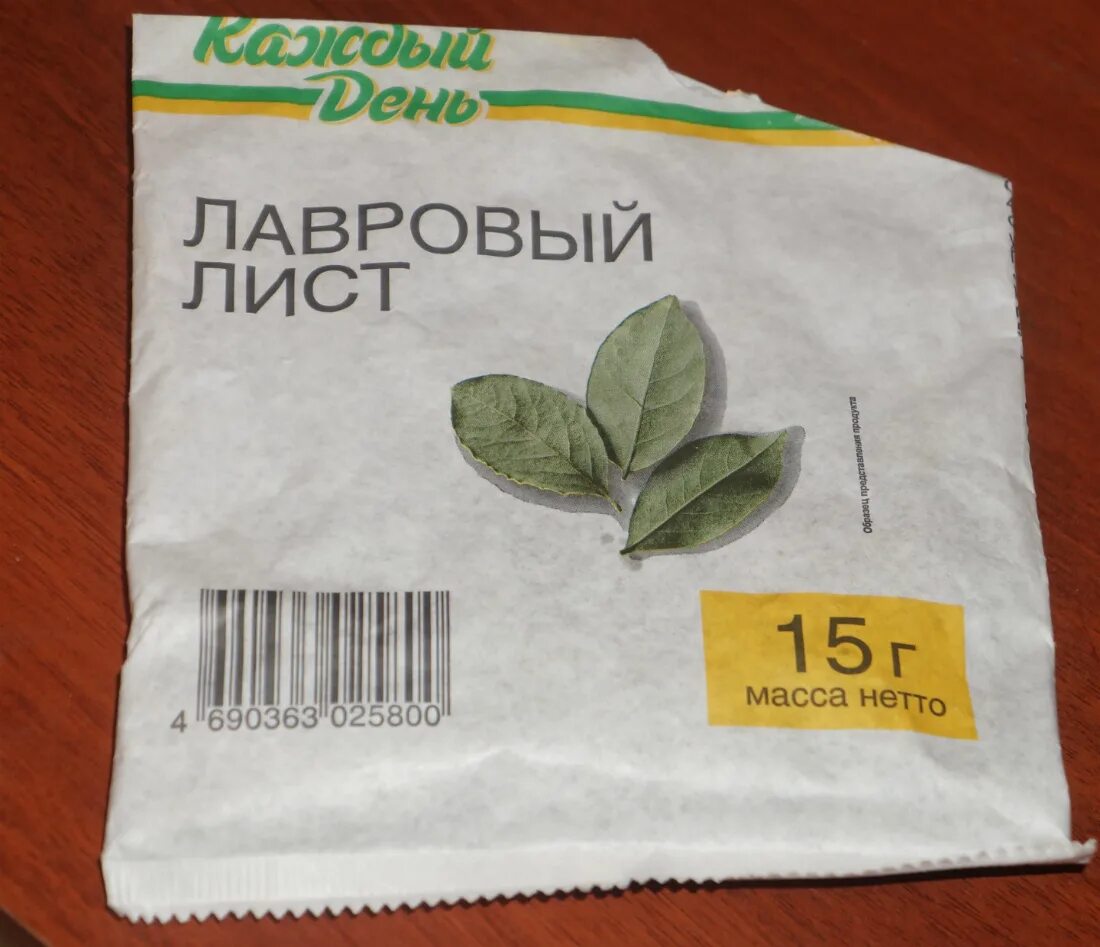 Каждый
День
ЛАВРОВЫЙ
ЛИСТ
Образец представления продукта
15 г
масса нетто
4 690363 025800